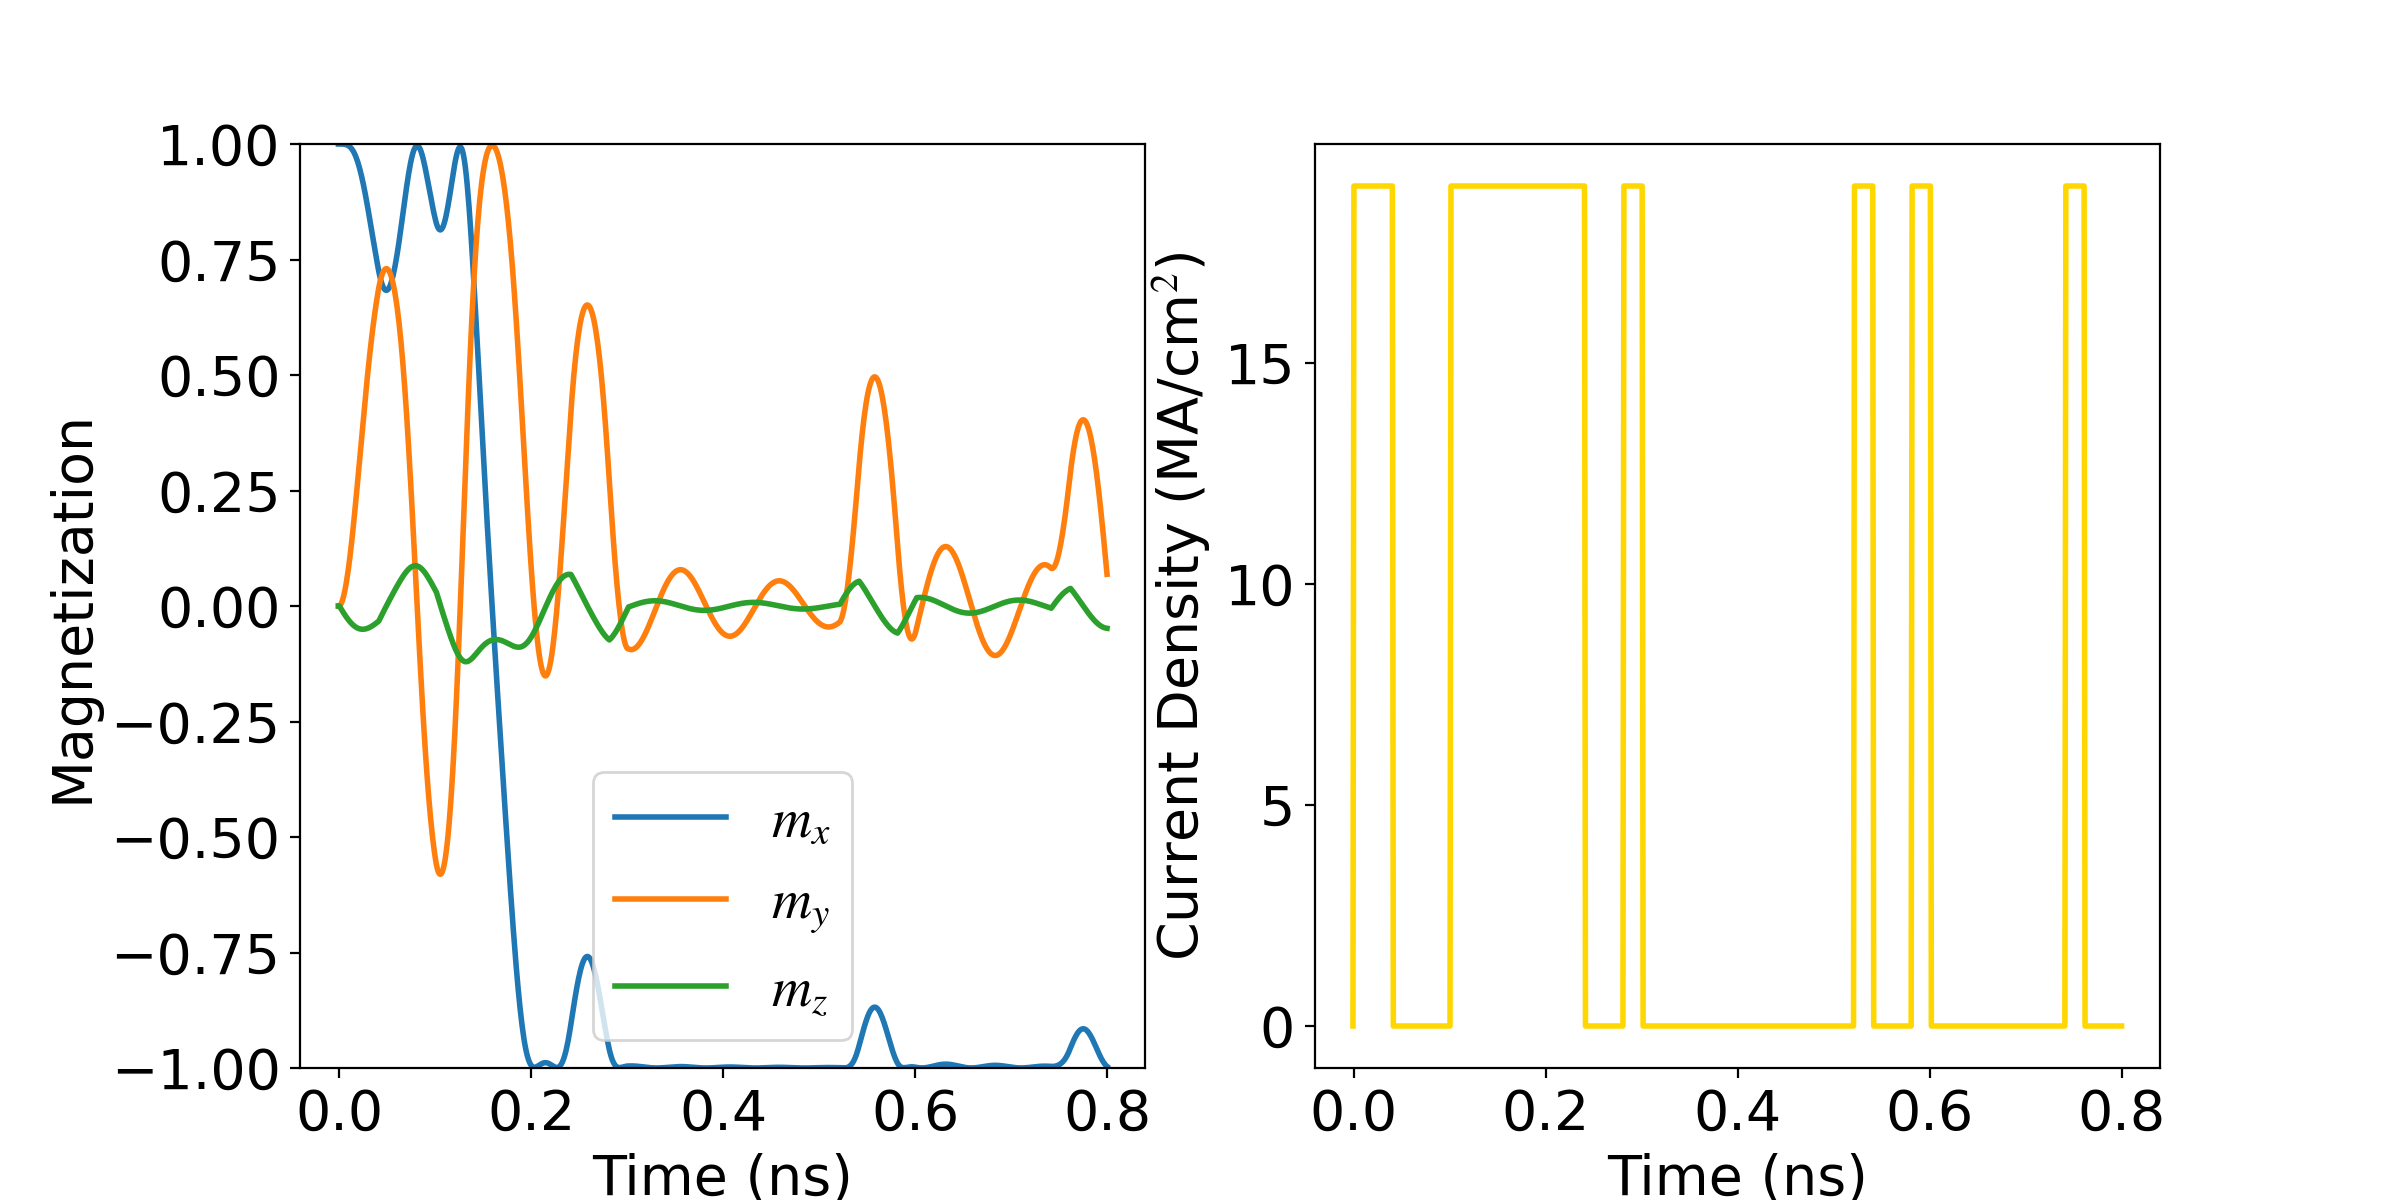 1.00
0.75
0.50
0.25
0.00
−0.25
−0.50
−0.75
−1.00
Magnetization
0.0 0.2 0.4 0.6 0.8
Time (ns)
m_x
m_y
m_z
15
10
5
0
Current Density (MA/cm²)
0.0 0.2 0.4 0.6 0.8
Time (ns)